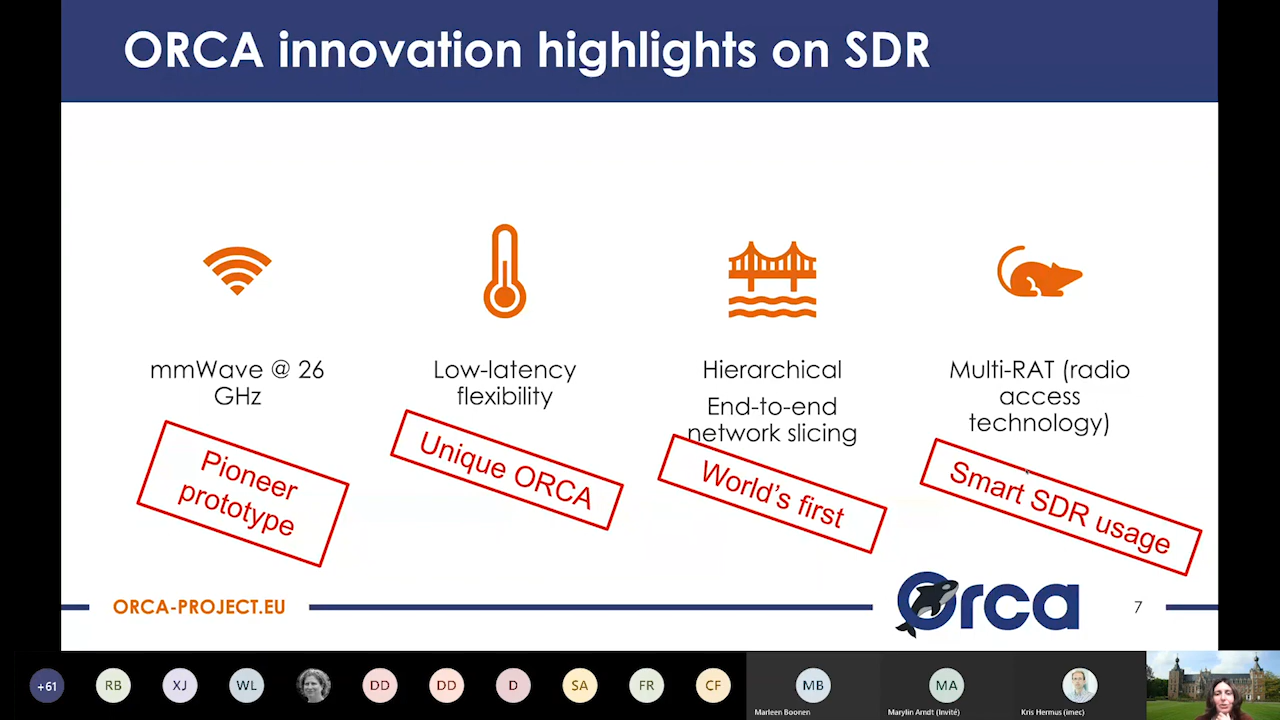 ORCA innovation highlights on SDR
mmWave @ 26
GHz
Pioneer
prototype
Low-latency
flexibility
Unique ORCA
Hierarchical
End-to-end
network slicing
World's first
Multi-RAT (radio
access
technology)
Smart SDR usage
ORCA-PROJECT.EU
Orca
7
+61
RB
XJ
WL
DD
DD
D
SA
FR
CF
MB
Marleen Boonen
MA
Marylin Arndt (Invité)
Kris Hermus (imec)